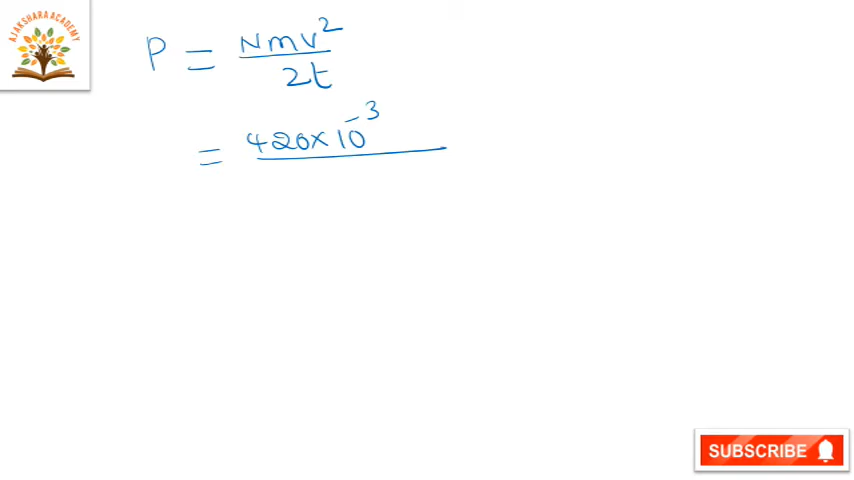 AJAKSHARA ACADEMY
P = Nmv²
2t
= 420×10⁻³
SUBSCRIBE